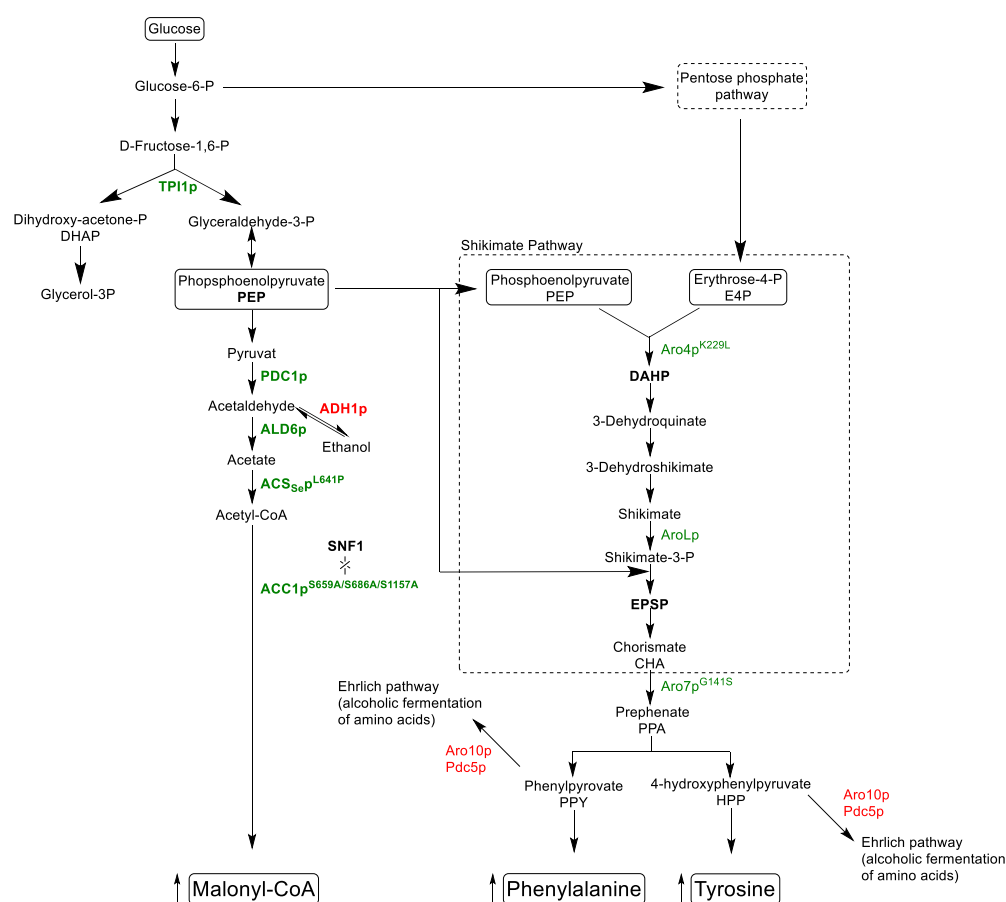 Glucose
Glucose-6-P
Pentose phosphate
pathway
D-Fructose-1,6-P
TPI1p
Dihydroxy-acetone-P
DHAP
Glyceraldehyde-3-P
Glycerol-3P
Shikimate Pathway
Phopsphoenolpyruvate
PEP
Phosphoenolpyruvate
PEP
Erythrose-4-P
E4P
Pyruvat
Aro4pK229L
PDC1p
DAHP
Acetaldehyde
ADH1p
3-Dehydroquinate
ALD6p
Ethanol
Acetate
3-Dehydroshikimate
ACSSepL641P
Acetyl-CoA
Shikimate
AroLp
SNF1
Shikimate-3-P
ACC1pS659A/S686A/S1157A
EPSP
Chorismate
CHA
Aro7pG141S
Ehrlich pathway
(alcoholic fermentation
of amino acids)
Prephenate
PPA
Aro10p
Pdc5p
Phenylpyrovate
PPY
4-hydroxyphenylpyruvate
HPP
Aro10p
Pdc5p
Ehrlich pathway
(alcoholic fermentation
of amino acids)
Malonyl-CoA
Phenylalanine
Tyrosine